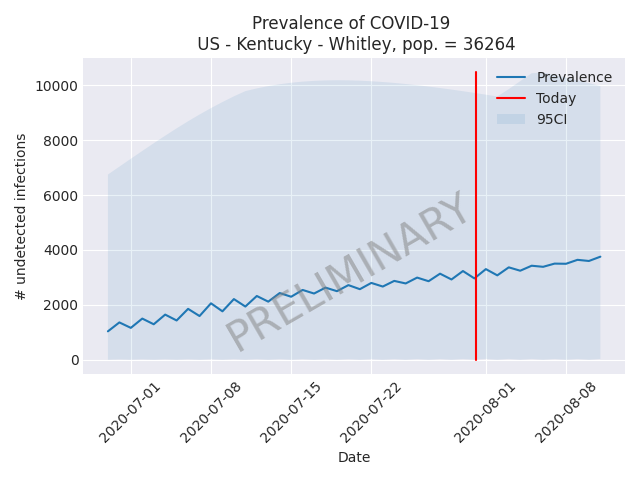 Prevalence of COVID-19
US - Kentucky - Whitley, pop. = 36264
Prevalence
Today
95CI
# undetected infections
10000
8000
6000
4000
2000
0
PRELIMINARY
2020-07-01
2020-07-08
2020-07-15
2020-07-22
2020-08-01
2020-08-08
Date